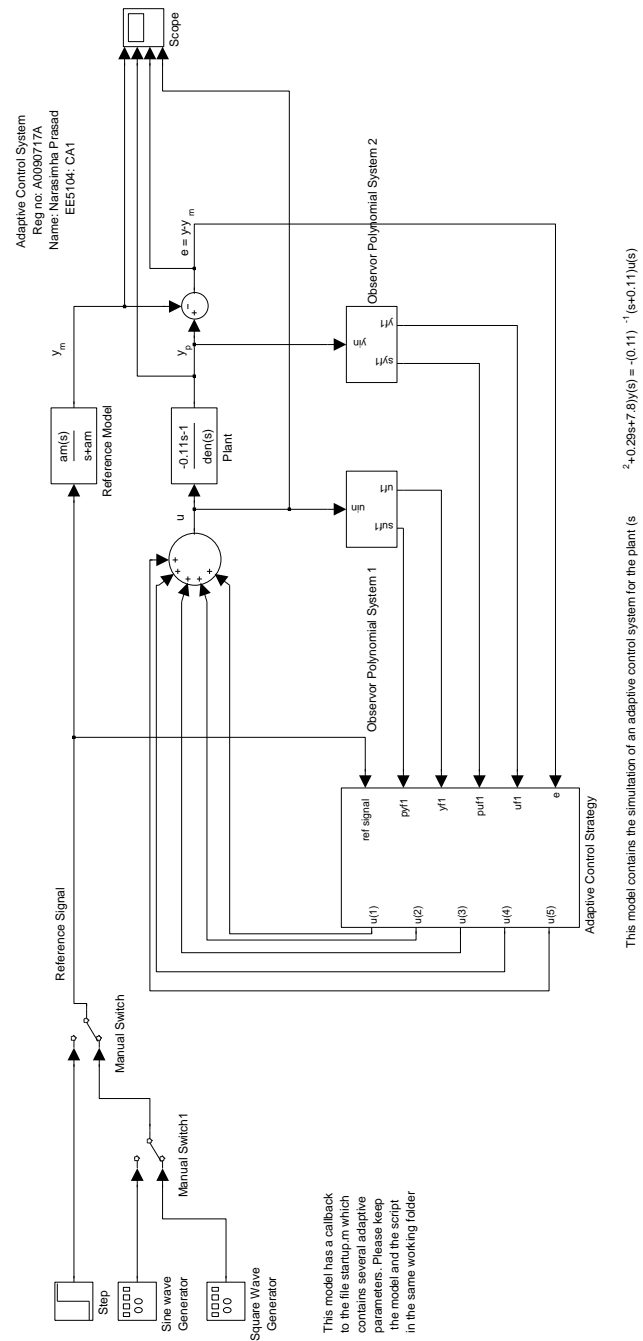 Adaptive Control System
Reg no: A0090717A
Name: Narasimha Prasad
EE5104: CA1
Step
Sine wave
Generator
Square Wave
Generator
Manual Switch1
Manual Switch
Reference Signal
am(s)
s+am
Reference Model
y m
Scope
u
-0.11s-1
den(s)
Plant
y p
e = y-y m
+
-
+
+
+
+
+
uin
suf1
uf1
Observor Polynomial System 1
yin
syf1
yf1
Observor Polynomial System 2
ref signal
pyf1
yf1
puf1
uf1
e
u(1)
u(2)
u(3)
u(4)
u(5)
Adaptive Control Strategy
This model has a callback
to the file startup.m which
contains several adaptive
parameters. Please keep
the model and the script
in the same working folder
This model contains the simultation of an adaptive control system for the plant (s 2+0.29s+7.8)y(s) = -(0.11) -1 (s+0.11)u(s)